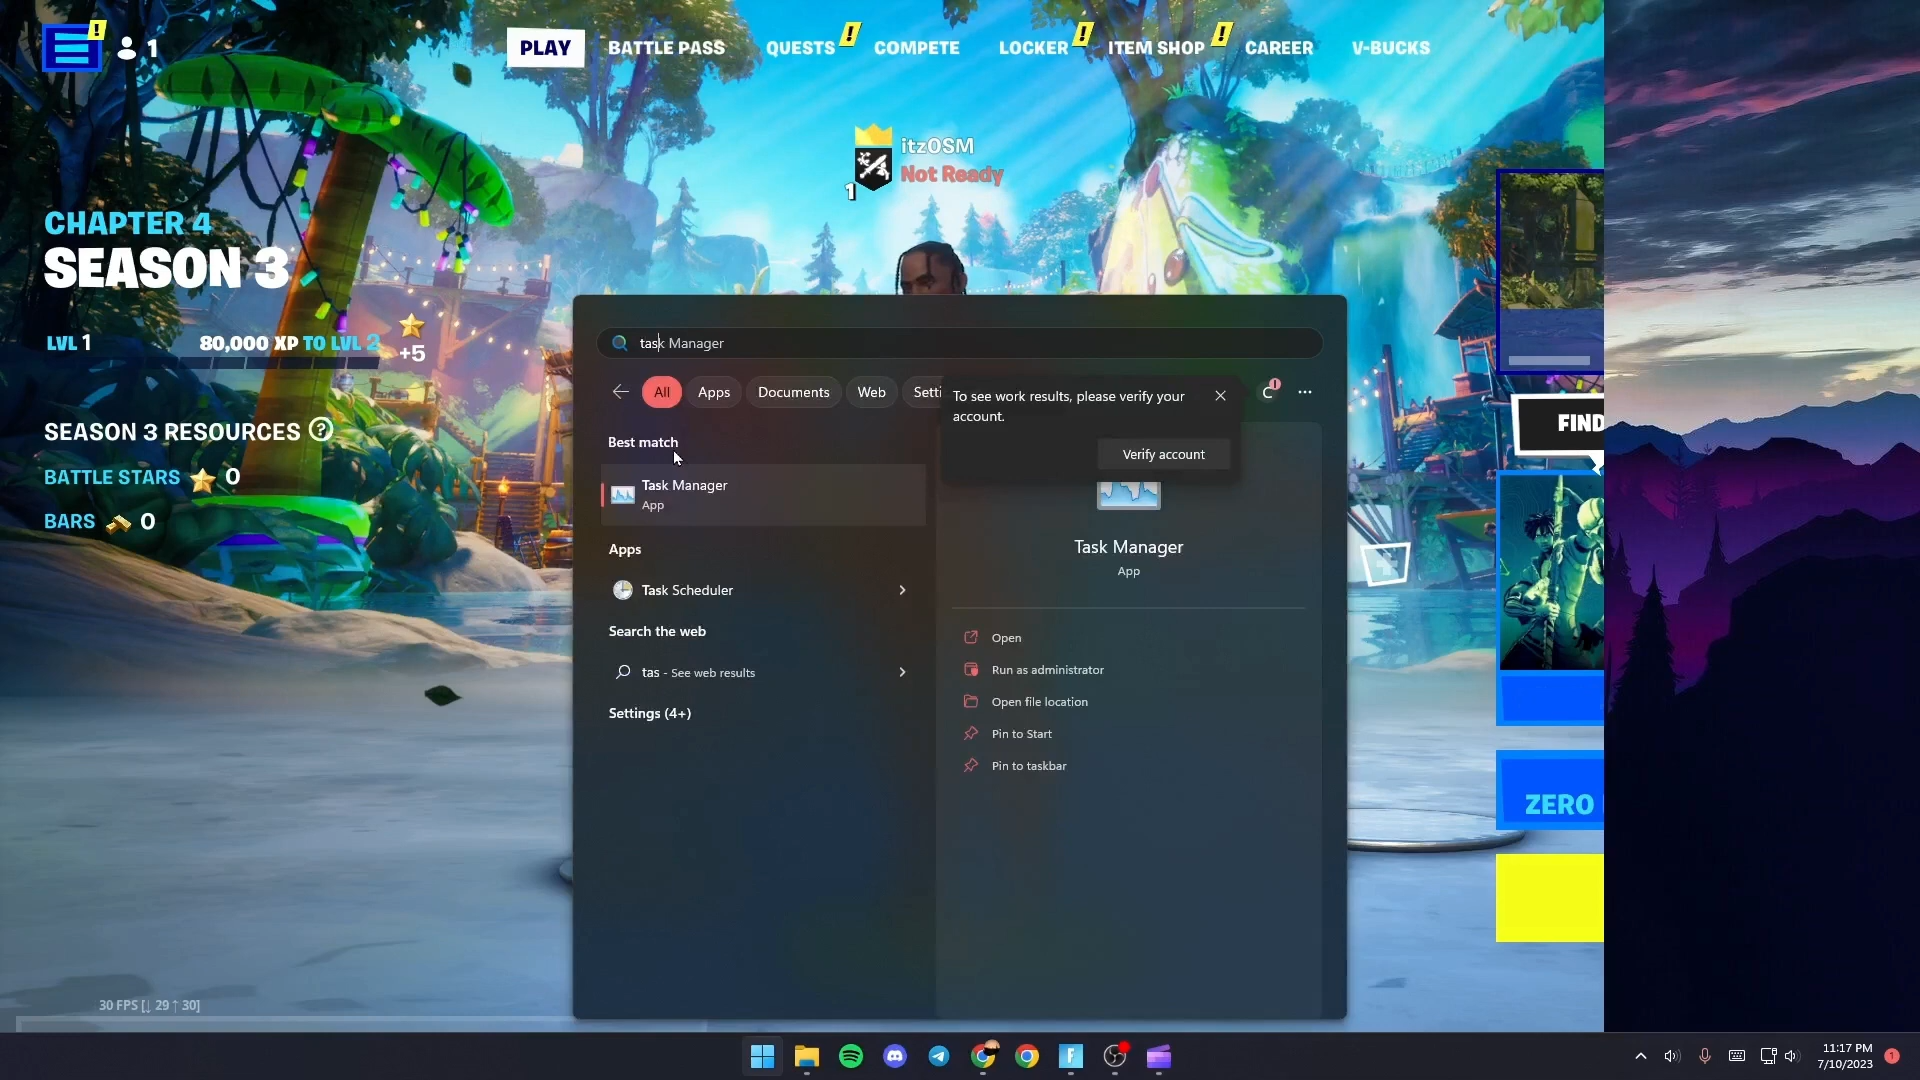 !
1
PLAY
BATTLE PASS
QUESTS
!
COMPETE
LOCKER
!
ITEM SHOP
!
CAREER
V-BUCKS
itzOSM
Not Ready
1
CHAPTER 4
SEASON 3
LVL 1
80,000 XP TO LVL 2
+5
SEASON 3 RESOURCES ?
BATTLE STARS 0
BARS 0
task Manager
All
Apps
Documents
Web
Setti
To see work results, please verify your
account.
Verify account
Best match
Task Manager
App
Apps
Task Scheduler
Search the web
tas - See web results
Settings (4+)
Task Manager
App
Open
Run as administrator
Open file location
Pin to Start
Pin to taskbar
FIND
ZERO
30 FPS [↓ 29 ↑ 30]
11:17 PM
7/10/2023
1